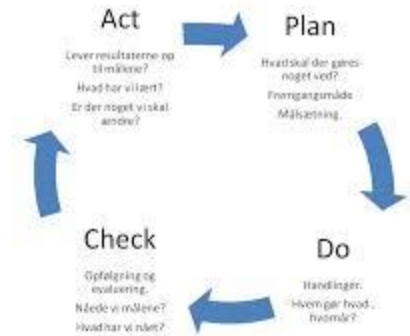 Act
Lever resultaterne op
til målene?
Hvad har vi lært?
Er der noget vi skal
ændre?
Plan
Hvad skal der gøres
noget ved?
Fremgangsmåde
Målsætning.
Do
Handlinger.
Hvem gør hvad,
hvornår?
Check
Opfølgning og
evaluering.
Nåede vi målene?
Hvad har vi nået?